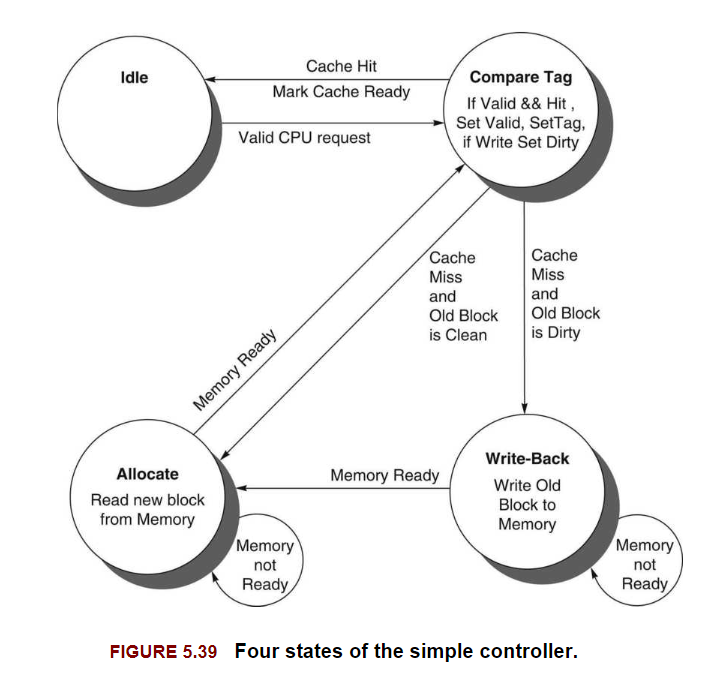 Idle
Cache Hit
Mark Cache Ready
Valid CPU request
Compare Tag
If Valid && Hit ,
Set Valid, SetTag,
if Write Set Dirty
Cache
Miss
and
Old Block
is Clean
Cache
Miss
and
Old Block
is Dirty
Memory Ready
Allocate
Read new block
from Memory
Memory Ready
Write-Back
Write Old
Block to
Memory
Memory
not
Ready
Memory
not
Ready
FIGURE 5.39 Four states of the simple controller.